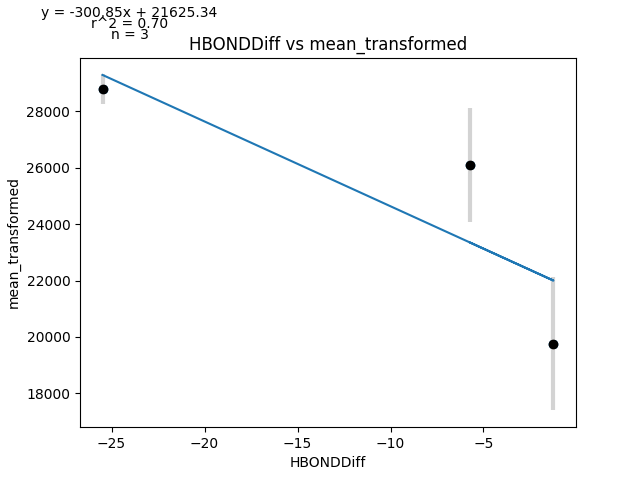 y = -300.85x + 21625.34
r^2 = 0.70
n = 3
HBONDDiff vs mean_transformed
mean_transformed
28000
26000
24000
22000
20000
18000
−25
−20
−15
−10
−5
HBONDDiff